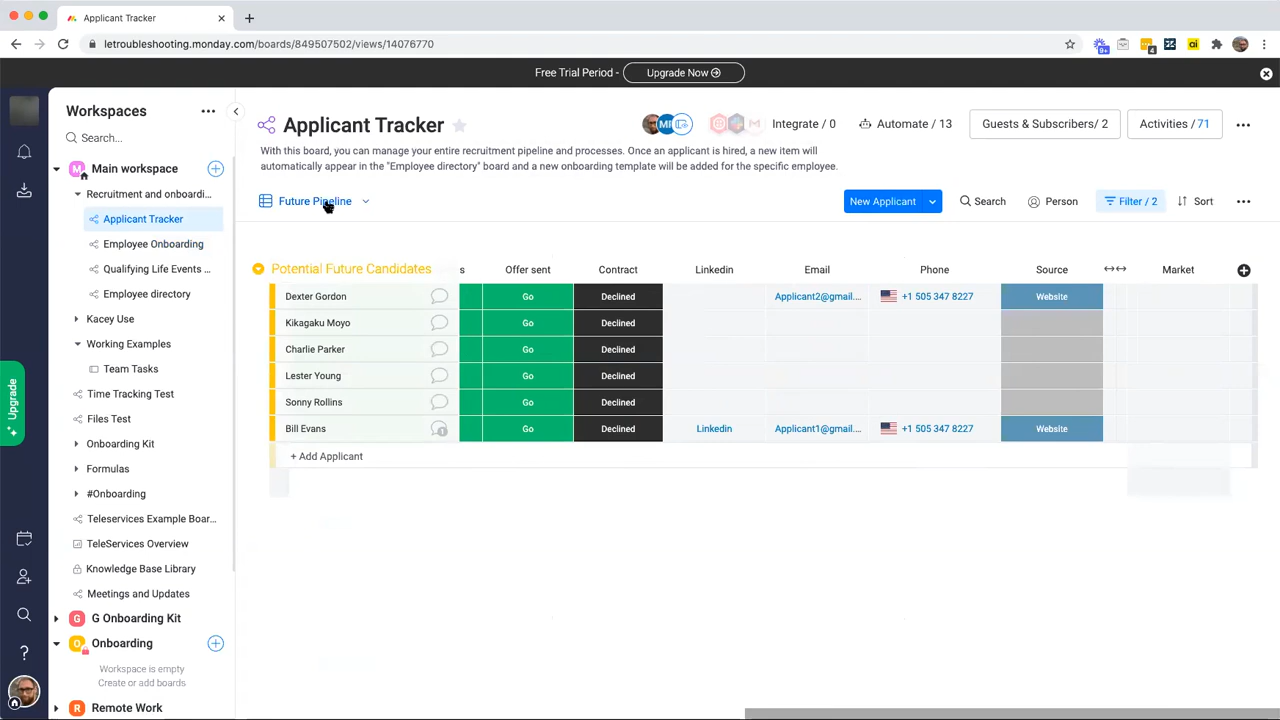 Applicant Tracker
letroubleshooting.monday.com/boards/849507502/views/14676770
9+
4
ai
Free Trial Period - Upgrade Now
Workspaces
Search...
M Main workspace
Recruitment and onboardi...
Applicant Tracker
Employee Onboarding
Qualifying Life Events ...
Employee directory
Kacey Use
Working Examples
Team Tasks
Time Tracking Test
Files Test
Onboarding Kit
Formulas
#Onboarding
Teleservices Example Boar...
TeleServices Overview
Knowledge Base Library
Meetings and Updates
G G Onboarding Kit
O Onboarding
Workspace is empty
Create or add boards
R Remote Work
Upgrade
?
Applicant Tracker
Integrate / 0
Automate / 13
Guests & Subscribers/ 2
Activities / 71
With this board, you can manage your entire recruitment pipeline and processes. Once an applicant is hired, a new item will
automatically appear in the "Employee directory" board and a new onboarding template will be added for the specific employee.
Future Pipeline
New Applicant
Search
Person
Filter / 2
Sort
Potential Future Candidates s Offer sent Contract Linkedin Email Phone Source Market
Dexter Gordon Go Declined Applicant2@gmail.... +1 505 347 8227 Website
Kikagaku Moyo Go Declined
Charlie Parker Go Declined
Lester Young Go Declined
Sonny Rollins Go Declined
Bill Evans 1 Go Declined Linkedin Applicant1@gmail.... +1 505 347 8227 Website
+ Add Applicant